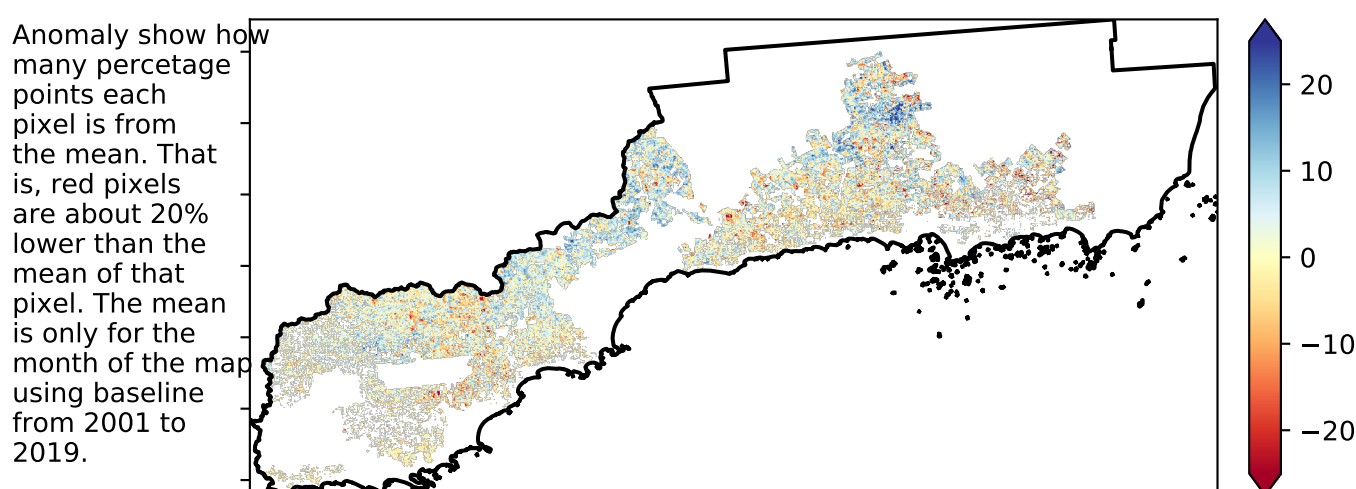 Anomaly show how
many percetage
points each
pixel is from
the mean. That
is, red pixels
are about 20%
lower than the
mean of that
pixel. The mean
is only for the
month of the map
using baseline
from 2001 to
2019.
20
10
0
−10
−20